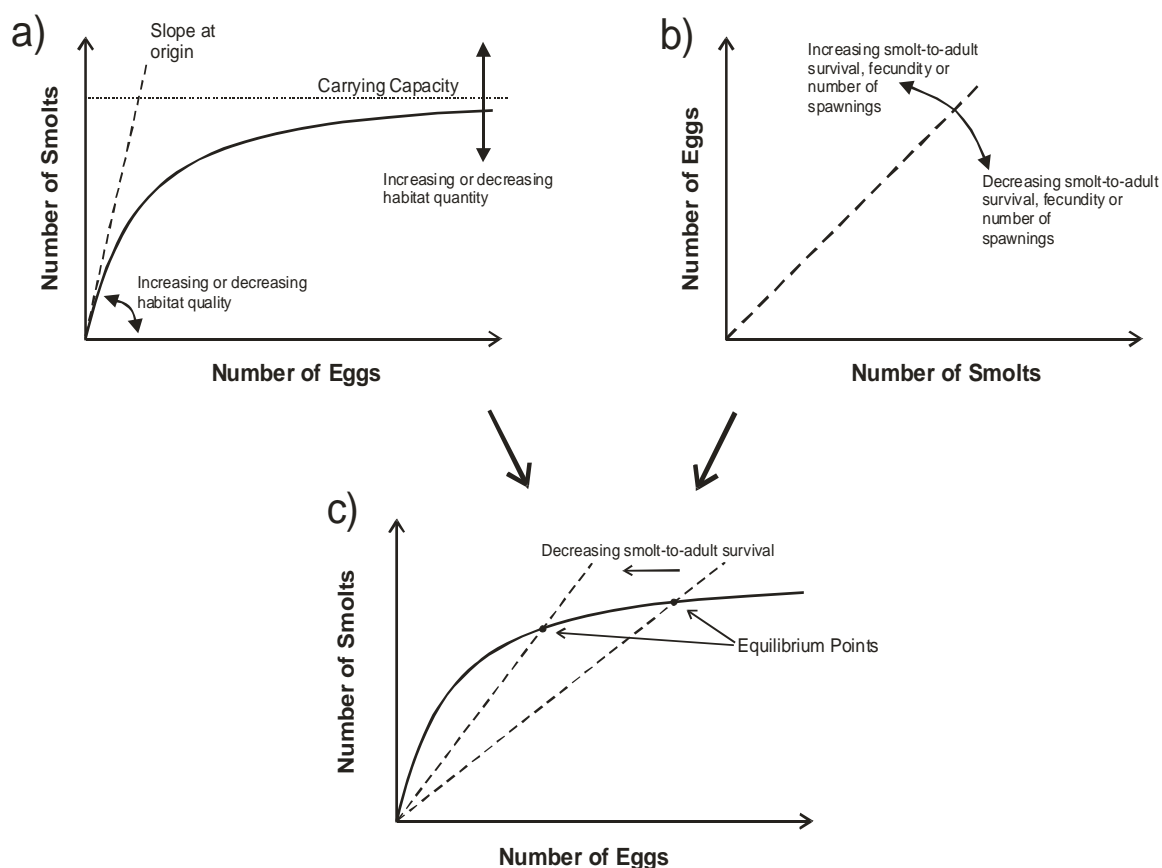 a)
Slope at
origin
Carrying Capacity
Number of Smolts
Increasing or decreasing
habitat quantity
Increasing or decreasing
habitat quality
Number of Eggs
b)
Increasing smolt-to-adult
survival, fecundity or
number of
spawnings
Number of Eggs
Decreasing smolt-to-adult
survival, fecundity or
number of
spawnings
Number of Smolts
c)
Decreasing smolt-to-adult survival
Number of Smolts
Equilibrium Points
Number of Eggs